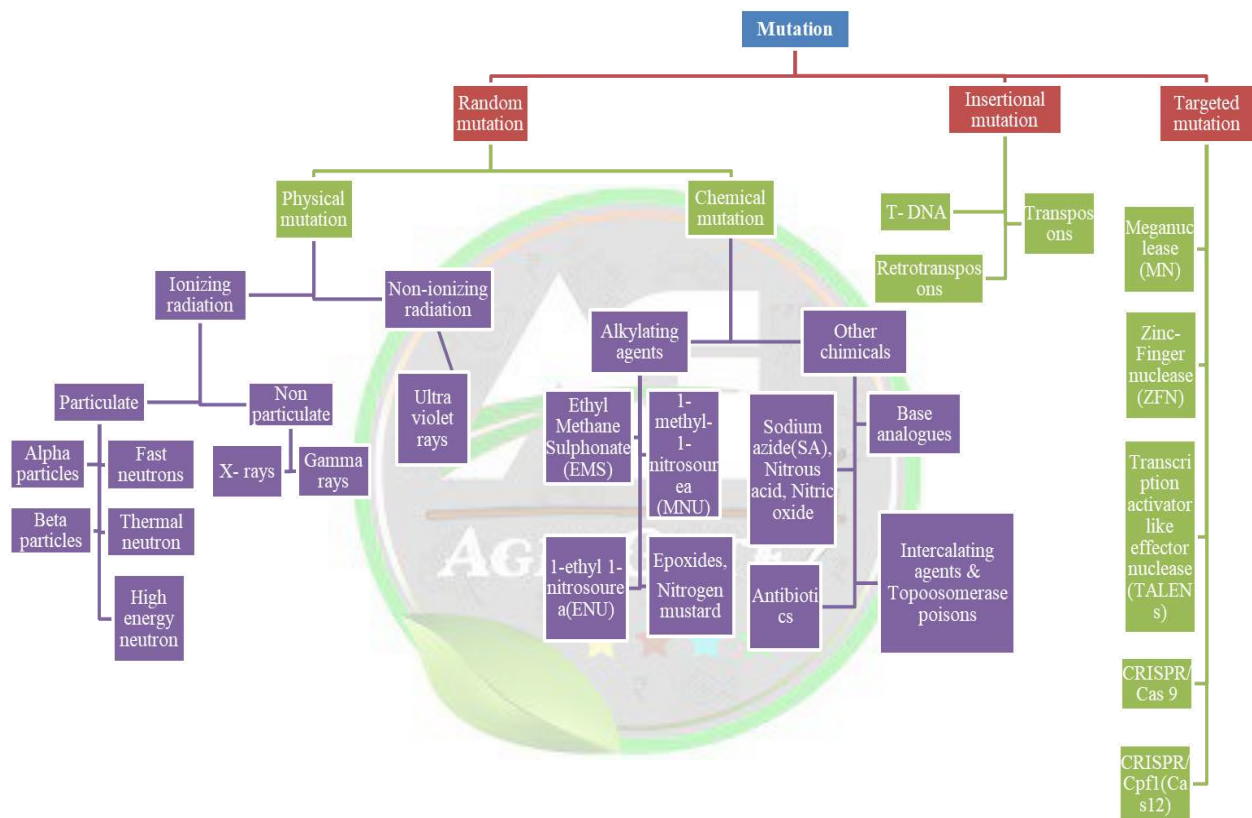 Mutation
Random
mutation
Insertional
mutation
Targeted
mutation
Physical
mutation
Chemical
mutation
T- DNA
Transpos
ons
Retrotranspos
ons
Meganuc
lease
(MN)
Zinc-
Finger
nuclease
(ZFN)
Transcrip
tion
activator
like
effector
nuclease
(TALEN
s)
CRISPR/
Cas 9
CRISPR/
Cpf1(Ca
s12)
Ionizing
radiation
Non-ionizing
radiation
Particulate
Non
particulate
Alpha
particles
Fast
neutrons
Beta
particles
Thermal
neutron
High
energy
neutron
X- rays
Gamma
rays
Ultra
violet
rays
Alkylating
agents
Other
chimicals
Ethyl
Methane
Sulphonate
(EMS)
1-
methyl-
1-
nitrosour
ea
(MNU)
1-ethyl 1-
nitrosoure
a(ENU)
Epoxides,
Nitrogen
mustard
Sodium
azide(SA),
Nitrous
acid, Nitric
oxide
Base
analogues
Antibioti
cs
Intercalating
agents &
Topoosomerase
poisons